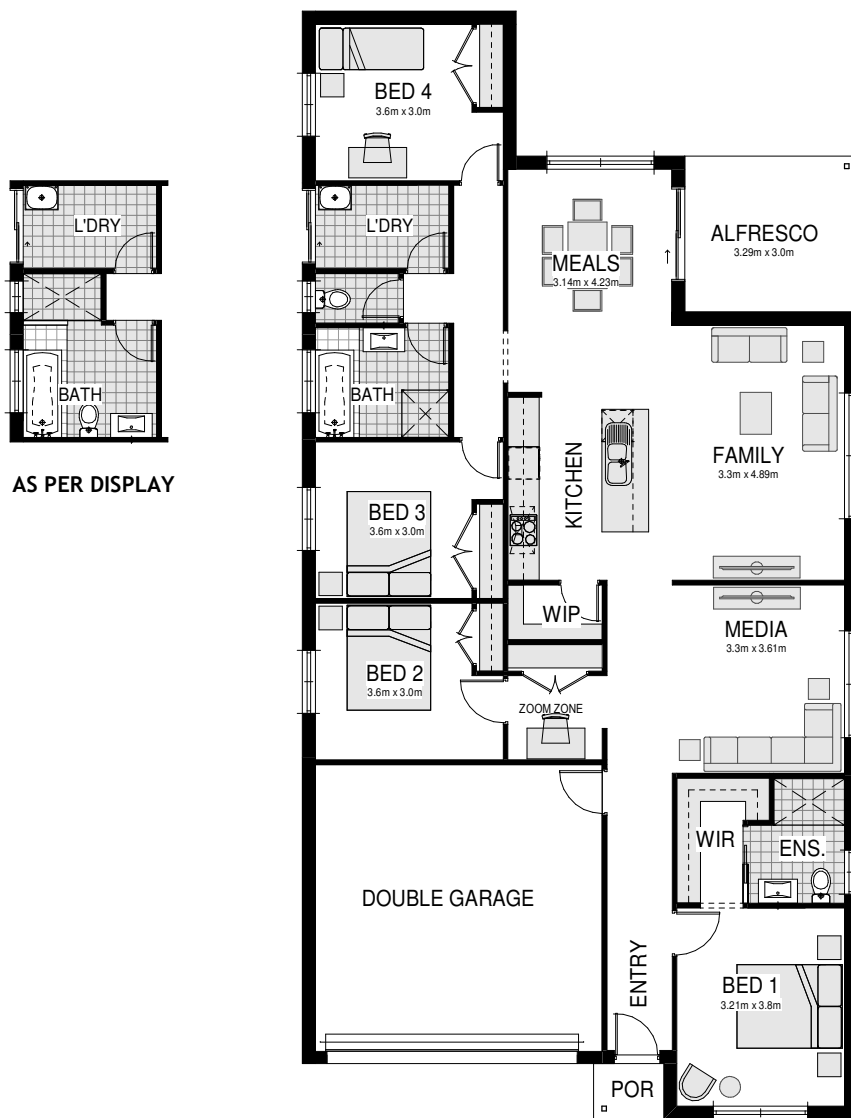 BED 4
3.6m x 3.0m
L'DRY
L'DRY
ALFRESCO
3.29m x 3.0m
MEALS
3.14m x 4.23m
BATH
BATH
AS PER DISPLAY
KITCHEN
FAMILY
3.3m x 4.89m
BED 3
3.6m x 3.0m
WIP
MEDIA
3.3m x 3.61m
BED 2
3.6m x 3.0m
ZOOM ZONE
WIR
ENS.
DOUBLE GARAGE
ENTRY
BED 1
3.21m x 3.8m
POR